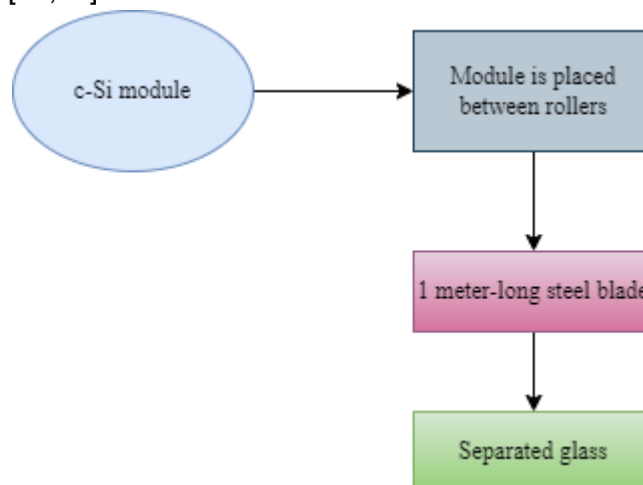 c-Si module
Module is placed
between rollers
1 meter-long steel blade
Separated glass